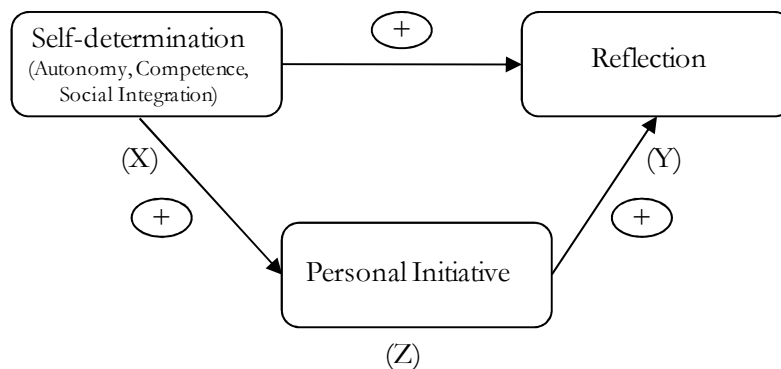 Self-determination
(Autonomy, Competence,
Social Integration)
+
Reflection
(X)
(Y)
+
+
Personal Initiative
(Z)